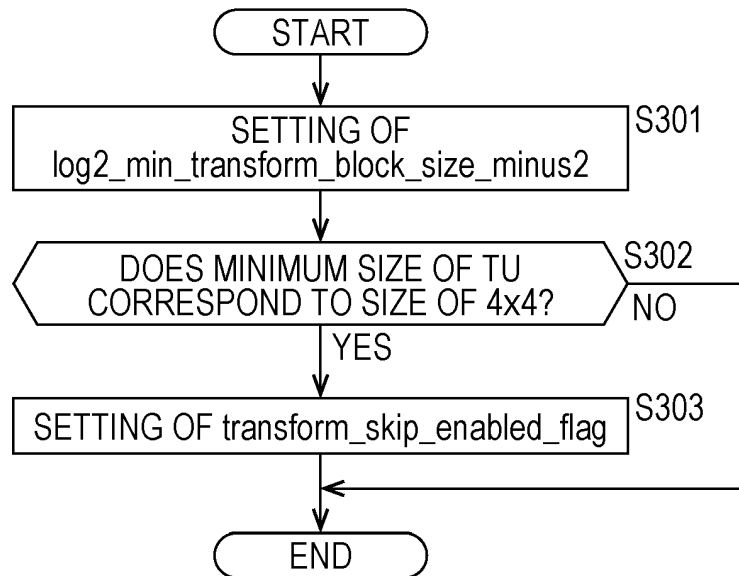 START
SETTING OF
log2_min_transform_block_size_minus2
S301
DOES MINIMUM SIZE OF TU
CORRESPOND TO SIZE OF 4x4?
S302
NO
YES
SETTING OF transform_skip_enabled_flag
S303
END